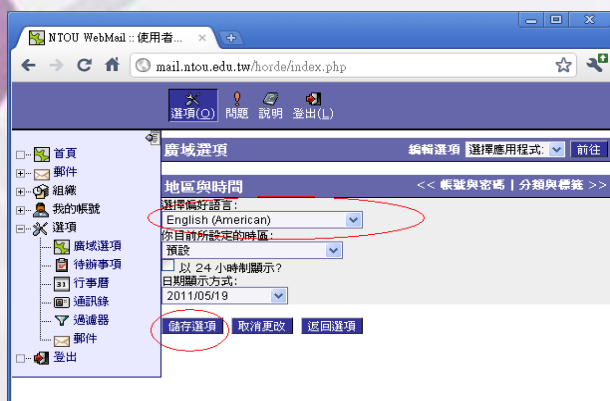 NTOU WebMail :: 使用者...
mail.ntou.edu.tw/horde/index.php
選項(O) 問題 說明 登出(L)
首頁
郵件
組織
我的帳號
選項
廣域選項
待辦事項
31 行事曆
通訊錄
過濾器
郵件
登出
廣域選項 編輯選項 選擇應用程式: 前往
地區與時間 << 帳號與密碼 | 分類與標籤 >>
選擇偏好語言:
English (American)
你目前所設定的時區:
預設
以 24 小時制顯示?
日期顯示方式:
2011/05/19
儲存選項 取消更改 返回選項